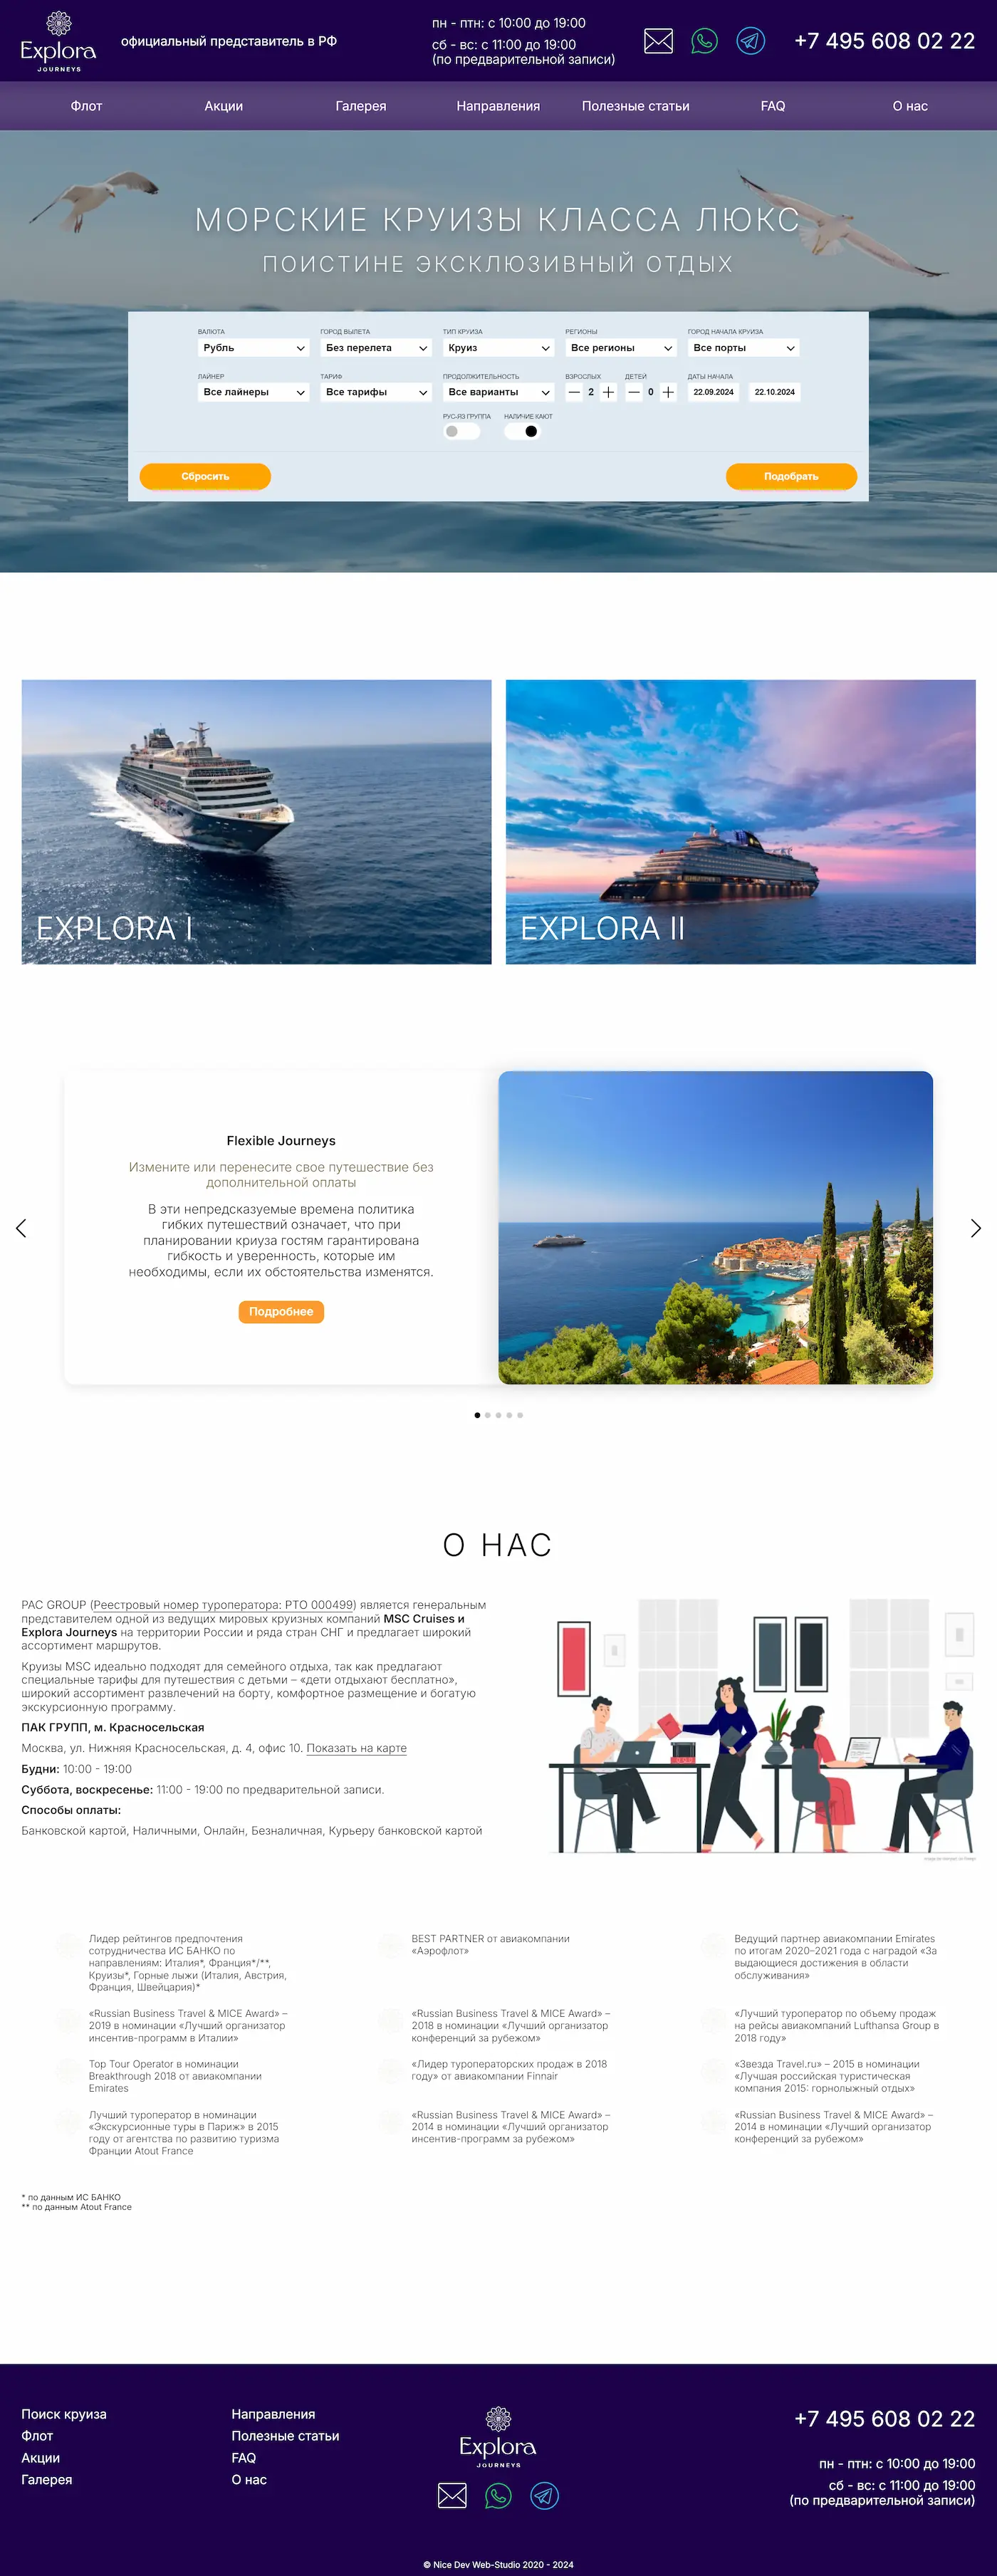 Explora
JOURNEYS
официальный представитель в РФ
пн - птн: с 10:00 до 19:00
сб - вс: с 11:00 до 19:00
(по предварительной записи)
+7 495 608 02 22
Флот
Акции
Галерея
Направления
Полезные статьи
FAQ
О нас
МОРСКИЕ КРУИЗЫ КЛАССА ЛЮКС
ПОИСТИНЕ ЭКСКЛЮЗИВНЫЙ ОТДЫХ
ВАЛЮТА
ГОРОД ВЫЛЕТА
ТИП КРУИЗА
РЕГИОНЫ
ГОРОД НАЧАЛА КРУИЗА
Рубль
Без перелета
Круиз
Все регионы
Все порты
ЛАЙНЕР
ТАРИФ
ПРОДОЛЖИТЕЛЬНОСТЬ
ВЗРОСЛЫХ
ДЕТЕЙ
ДАТЫ НАЧАЛА
Все лайнеры
Все тарифы
Все варианты
2
0
22.09.2024
22.10.2024
РУС-ЯЗ ГРУППА
НАЛИЧИЕ КАЮТ
Сбросить
Подобрать
EXPLORA I
EXPLORA II
Flexible Journeys
Измените или перенесите свое путешествие без
дополнительной оплаты
В эти непредсказуемые времена политика
гибких путешествий означает, что при
планировании круиза гостям гарантирована
гибкость и уверенность, которые им
необходимы, если их обстоятельства изменятся.
Подробнее
О НАС
PAC GROUP (Реестровый номер туроператора: РТО 000499) является генеральным
представителем одной из ведущих мировых круизных компаний MSC Cruises и
Explora Journeys на территории России и ряда стран СНГ и предлагает широкий
ассортимент маршрутов.
Круизы MSC идеально подходят для семейного отдыха, так как предлагают
специальные тарифы для путешествия с детьми – «дети отдыхают бесплатно»,
широкий ассортимент развлечений на борту, комфортное размещение и богатую
экскурсионную программу.
ПАК ГРУПП, м. Красносельская
Москва, ул. Нижняя Красносельская, д. 4, офис 10. Показать на карте
Будни: 10:00 - 19:00
Суббота, воскресенье: 11:00 - 19:00 по предварительной записи.
Способы оплаты:
Банковской картой, Наличными, Онлайн, Безналичная, Курьеру банковской картой
Лидер рейтингов предпочтения
сотрудничества ИС БАНКО по
направлениям: Италия*, Франция*/**,
Круизы*, Горные лыжи (Италия, Австрия,
Франция, Швейцария)*
BEST PARTNER от авиакомпании
«Аэрофлот»
Ведущий партнер авиакомпании Emirates
по итогам 2020–2021 года с наградой «За
выдающиеся достижения в области
обслуживания»
«Russian Business Travel & MICE Award» –
2019 в номинации «Лучший организатор
инсентив-программ в Италии»
«Russian Business Travel & MICE Award» –
2018 в номинации «Лучший организатор
конференций за рубежом»
«Лучший туроператор по объему продаж
на рейсы авиакомпаний Lufthansa Group в
2018 году»
Top Tour Operator в номинации
Breakthrough 2018 от авиакомпании
Emirates
«Лидер туроператорских продаж в 2018
году» от авиакомпании Finnair
«Звезда Travel.ru» – 2015 в номинации
«Лучшая российская туристическая
компания 2015: горнолыжный отдых»
Лучший туроператор в номинации
«Экскурсионные туры в Париж» в 2015
году от агентства по развитию туризма
Франции Atout France
«Russian Business Travel & MICE Award» –
2014 в номинации «Лучший организатор
инсентив-программ за рубежом»
«Russian Business Travel & MICE Award» –
2014 в номинации «Лучший организатор
конференций за рубежом»
* по данным ИС БАНКО
** по данным Atout France
Поиск круиза
Флот
Акции
Галерея
Направления
Полезные статьи
FAQ
О нас
Explora
JOURNEYS
+7 495 608 02 22
пн - птн: с 10:00 до 19:00
сб - вс: с 11:00 до 19:00
(по предварительной записи)
© Nice Dev Web-Studio 2020 - 2024